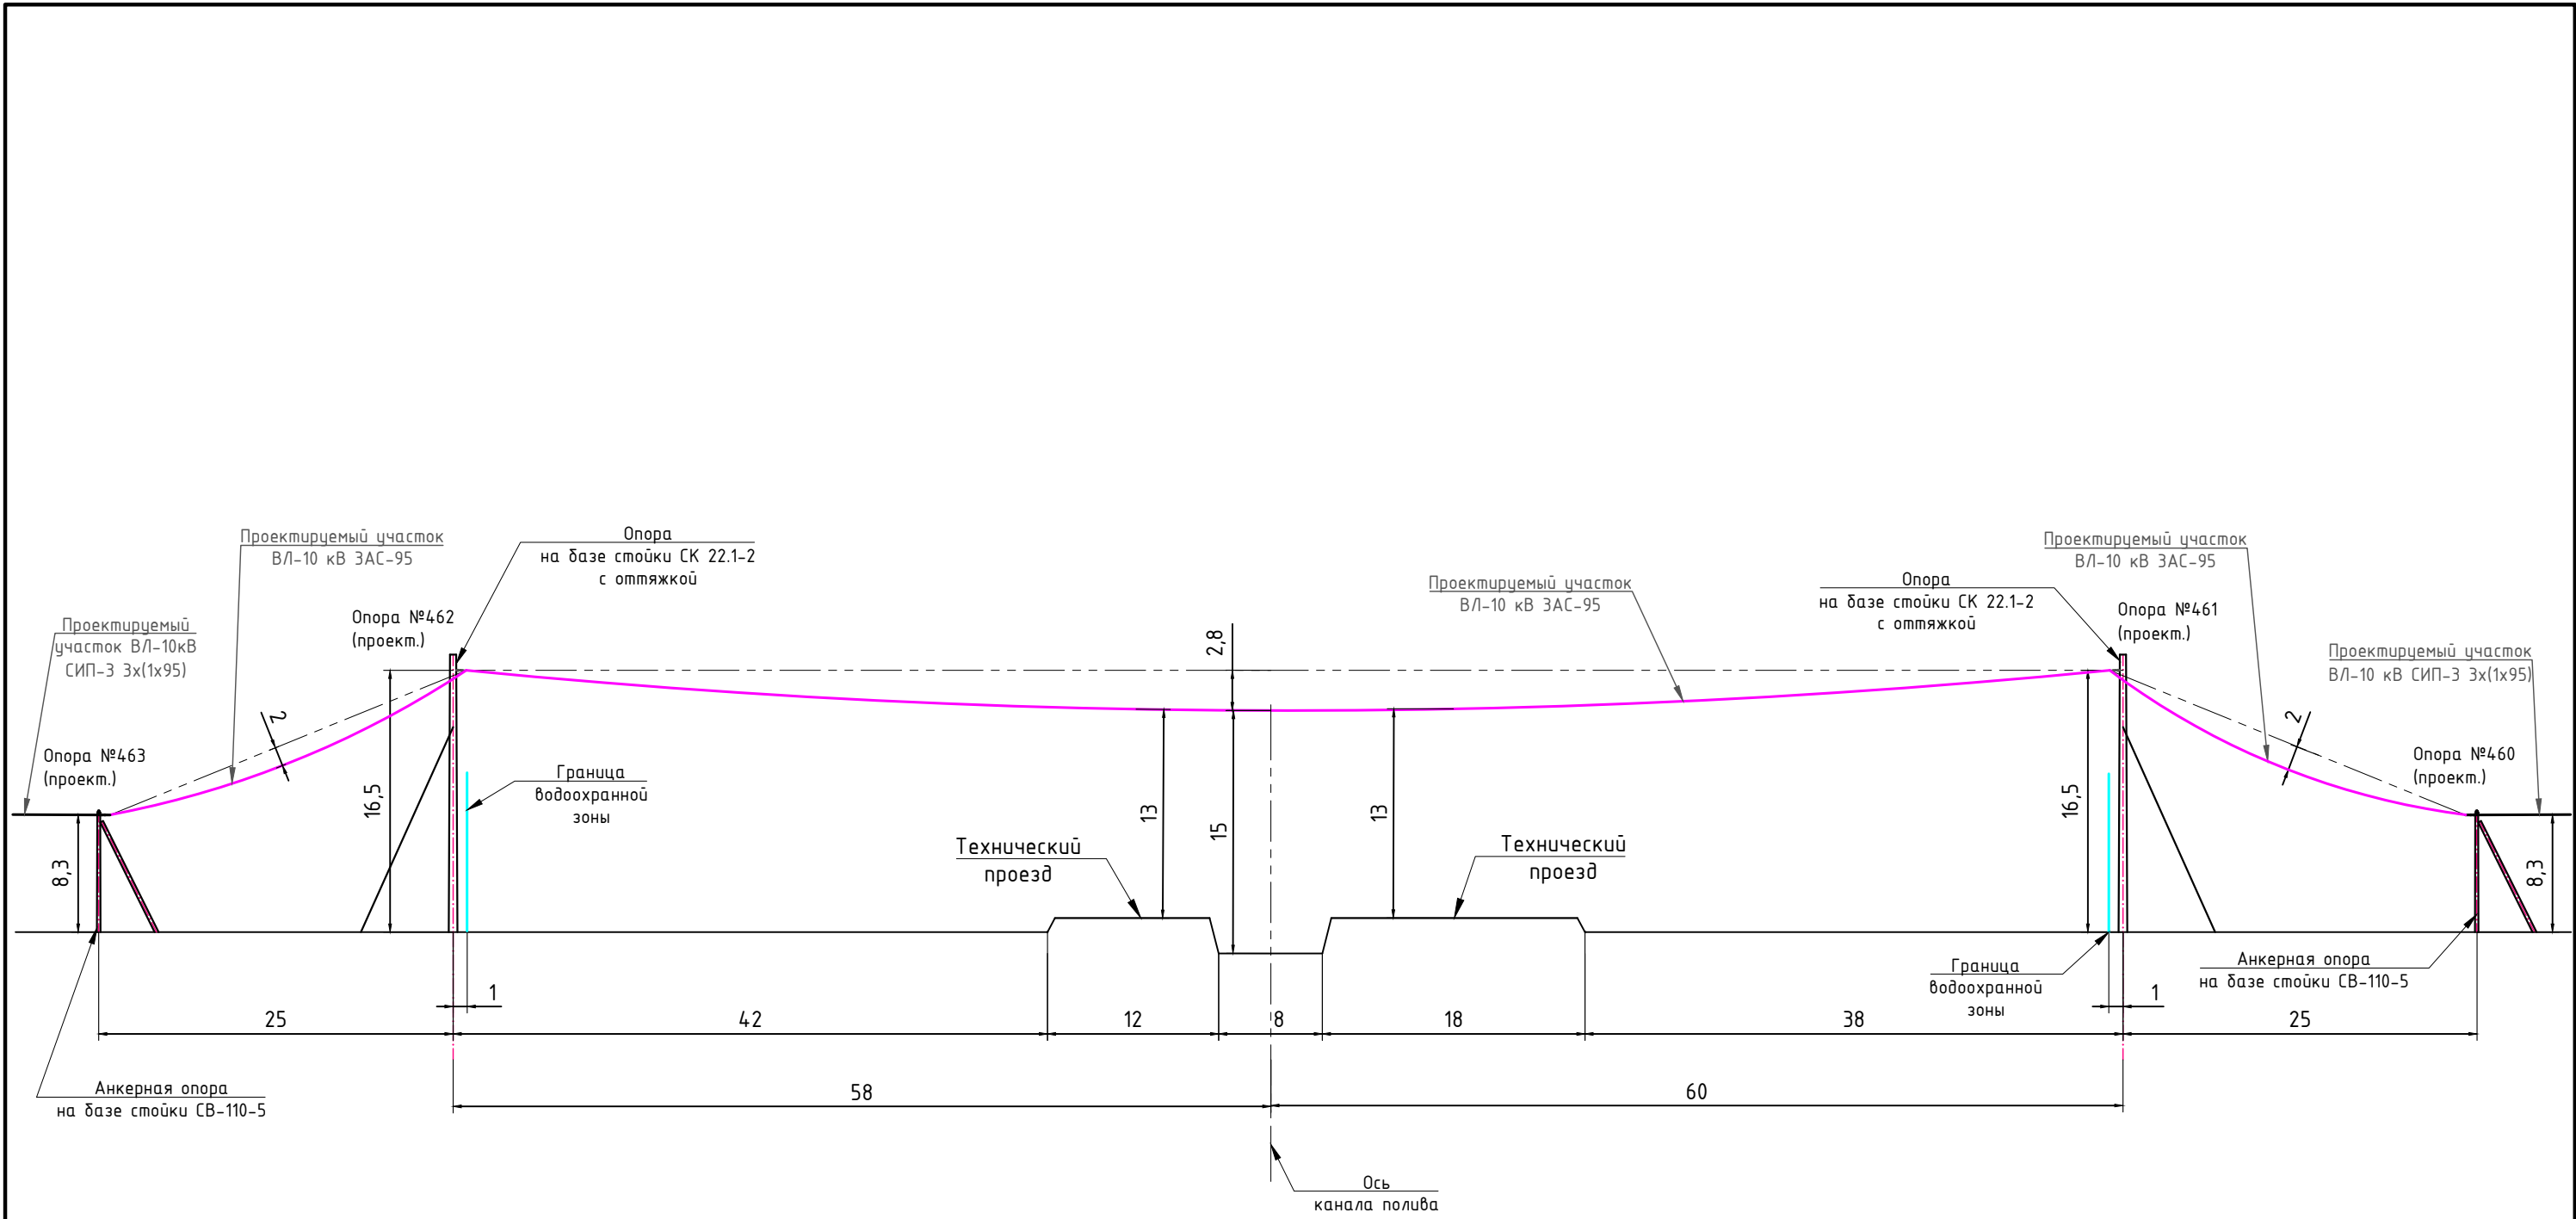 Проектируемый участок
ВЛ-10 кВ 3АС-95
Опора
на базе стойки СК 22.1-2
с оттяжкой
Проектируемый участок
ВЛ-10 кВ 3АС-95
Опора
на базе стойки СК 22.1-2
с оттяжкой
Проектируемый участок
ВЛ-10 кВ 3АС-95
Проектируемый
участок ВЛ-10кВ
СИП-3 3х(1х95)
Опора №462
(проект.)
2,8
Опора №461
(проект.)
Проектируемый участок
ВЛ-10 кВ СИП-3 3х(1х95)
Опора №463
(проект.)
2
2
Опора №460
(проект.)
Граница
водоохранной
зоны
16,5
13
15
13
16,5
8,3
8,3
Технический
проезд
Технический
проезд
Граница
водоохранной
зоны
Анкерная опора
на базе стойки СВ-110-5
1
1
25
42
12
8
18
38
25
Анкерная опора
на базе стойки СВ-110-5
58
60
Ось
канала полива